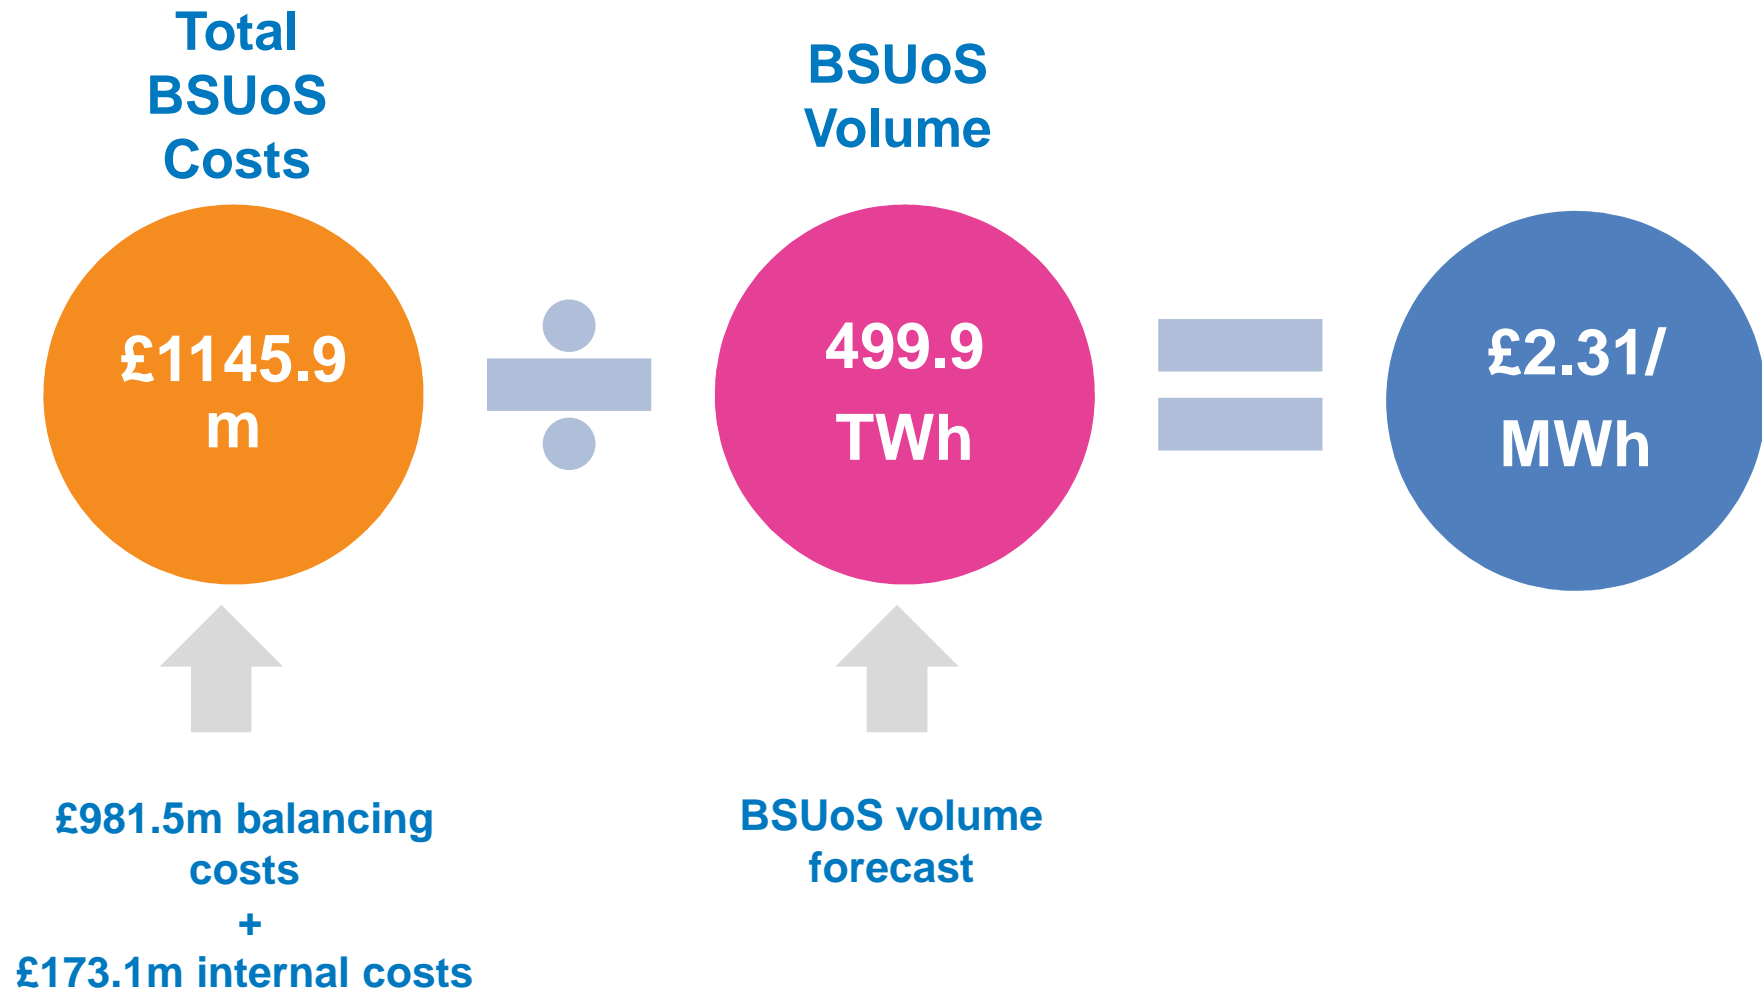 Total
BSUoS
Costs
BSUoS
Volume
£1145.9
m
499.9
TWh
£2.31/
MWh
£981.5m balancing
costs
+
£173.1m internal costs
BSUoS volume
forecast